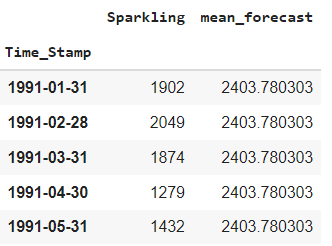 Sparkling mean_forecast
Time_Stamp
1991-01-31 1902 2403.780303
1991-02-28 2049 2403.780303
1991-03-31 1874 2403.780303
1991-04-30 1279 2403.780303
1991-05-31 1432 2403.780303